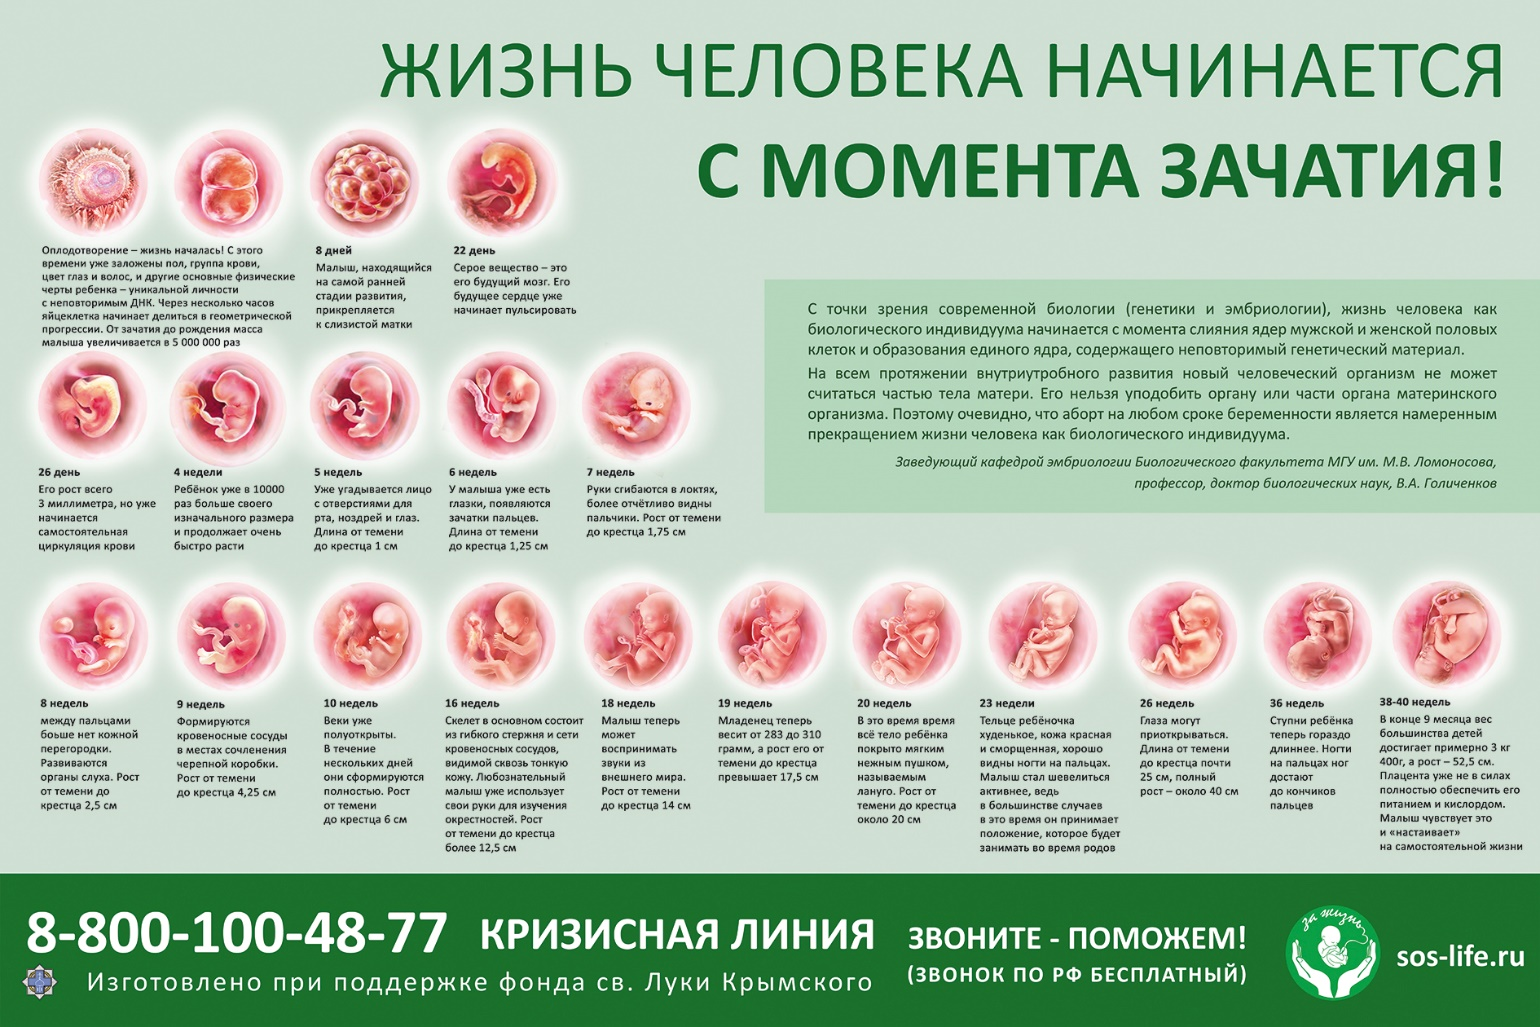 ЖИЗНЬ ЧЕЛОВЕКА НАЧИНАЕТСЯ
С МОМЕНТА ЗАЧАТИЯ!
Оплодотворение – жизнь началась! С этого
времени уже заложены пол, группа крови,
цвет глаз и волос, и другие основные физические
черты ребенка – уникальной личности
с неповторимым ДНК. Через несколько часов
яйцеклетка начинает делиться в геометрической
прогрессии. От зачатия до рождения масса
малыша увеличивается в 5 000 000 раз
8 дней
Малыш, находящийся
на самой ранней
стадии развития,
прикрепляется
к слизистой матки
22 день
Серое вещество – это
его будущий мозг. Его
будущее сердце уже
начинает пульсировать
С точки зрения современной биологии (генетики и эмбриологии), жизнь человека как
биологического индивидуума начинается с момента слияния ядер мужской и женской половых
клеток и образования единого ядра, содержащего неповторимый генетический материал.
На всем протяжении внутриутробного развития новый человеческий организм не может
считаться частью тела матери. Его нельзя уподобить органу или части органа материнского
организма. Поэтому очевидно, что аборт на любом сроке беременности является намеренным
прекращением жизни человека как биологического индивидуума.
Заведующий кафедрой эмбриологии Биологического факультета МГУ им. М.В. Ломоносова,
профессор, доктор биологических наук, В.А. Голиченков
26 день
Его рост всего
3 миллиметра, но уже
начинается
самостоятельная
циркуляция крови
4 недели
Ребёнок уже в 10000
раз больше своего
изначального размера
и продолжает очень
быстро расти
5 недель
Уже угадывается лицо
с отверстиями для
рта, ноздрей и глаз.
Длина от темени
до крестца 1 см
6 недель
У малыша уже есть
глазки, появляются
зачатки пальцев.
Длина от темени
до крестца 1,25 см
7 недель
Руки сгибаются в локтях,
более отчётливо видны
пальчики. Рост от темени
до крестца 1,75 см
8 недель
между пальцами
боьше нет кожной
перегородки.
Развиваются
органы слуха. Рост
от темени до
крестца 2,5 см
9 недель
Формируются
кровеносные сосуды
в местах сочленения
черепной коробки.
Рост от темени
до крестца 4,25 см
10 недель
Веки уже
полуоткрыты.
В течение
нескольких дней
они сформируются
полностью. Рост
от темени
до крестца 6 см
16 недель
Скелет в основном состоит
из гибкого стержня и сети
кровеносных сосудов,
видимой сквозь тонкую
кожу. Любознательный
малыш уже использует
свои руки для изучения
окрестностей. Рост
от темени до крестца
более 12,5 см
18 недель
Малыш теперь
может
воспринимать
звуки из
внешнего мира.
Рост от темени
до крестца 14 см
19 недель
Младенец теперь
весит от 283 до 310
грамм, а рост его от
темени до крестца
превышает 17,5 см
20 недель
В это время время
всё тело ребёнка
покрыто мягким
нежным пушком,
называемым
лануго. Рост от
темени до крестца
около 20 см
23 недели
Тельце ребёночка
худенькое, кожа красная
и сморщенная, хорошо
видны ногти на пальцах.
Малыш стал шевелиться
активнее, ведь
в большинстве случаев
в это время он принимает
положение, которое будет
занимать во время родов
26 недель
Глаза могут
приоткрываться.
Длина от темени
до крестца почти
25 см, полный
рост – около 40 см
36 недель
Ступни ребёнка
теперь гораздо
длиннее. Ногти
на пальцах ног
достают
до кончиков
пальцев
38-40 недель
В конце 9 месяца вес
большинства детей
достигает примерно 3 кг
400г, а рост – 52,5 см.
Плацента уже не в силах
полностью обеспечить его
питанием и кислордом.
Малыш чувствует это
и «настаивает»
на самостоятельной жизни
8-800-100-48-77 КРИЗИСНАЯ ЛИНИЯ
Изготовлено при поддержке фонда св. Луки Крымского
ЗВОНИТЕ - ПОМОЖЕМ!
(ЗВОНОК ПО РФ БЕСПЛАТНЫЙ)
за жизнь
sos-life.ru